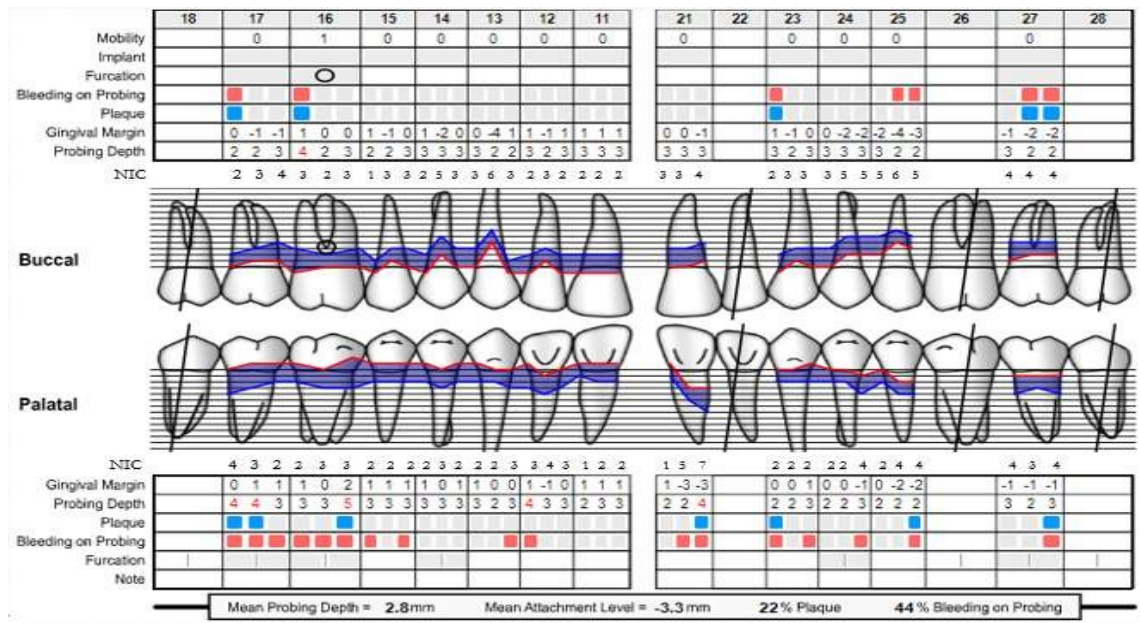 18 17 16 15 14 13 12 11 21 22 23 24 25 26 27 28
Mobility 0 1 0 0 0 0 0 0 0 0 0 0
Implant
Furcation
Bleeding on Probing
Plaque
Gingival Margin 0 -1 -1 1 0 0 1 -1 0 1 -2 0 0 -4 1 1 -1 1 1 1 1 0 0 -1 1 -1 0 0 -2 -2 -2 -4 -3 -1 -2 -2
Probing Depth 2 2 3 4 2 3 2 2 3 3 3 3 3 2 2 3 2 3 3 3 3 3 3 3 3 2 3 3 3 3 3 2 2 3 2 2
NIC 2 3 4 3 2 3 1 3 3 2 5 3 3 6 3 2 3 2 2 2 2 3 3 4 2 3 3 3 5 5 5 6 5 4 4 4
Buccal
Palatal
NIC 4 3 2 2 3 3 2 2 2 2 3 2 2 2 3 3 4 3 1 2 2 1 5 7 2 2 2 2 2 4 2 4 4 4 3 4
Gingival Margin 0 1 1 1 0 2 1 1 1 1 0 1 1 0 0 1 -1 0 1 1 1 1 -3 -3 0 0 1 0 0 -1 0 -2 -2 -1 -1 -1
Probing Depth 4 4 3 3 3 5 3 3 3 3 3 3 3 2 3 4 3 3 2 3 3 2 2 4 2 2 3 2 2 3 2 2 2 3 2 3
Plaque
Bleeding on Probing
Furcation
Note
Mean Probing Depth = 2.8mm Mean Attachment Level = -3.3 mm 22% Plaque 44% Bleeding on Probing